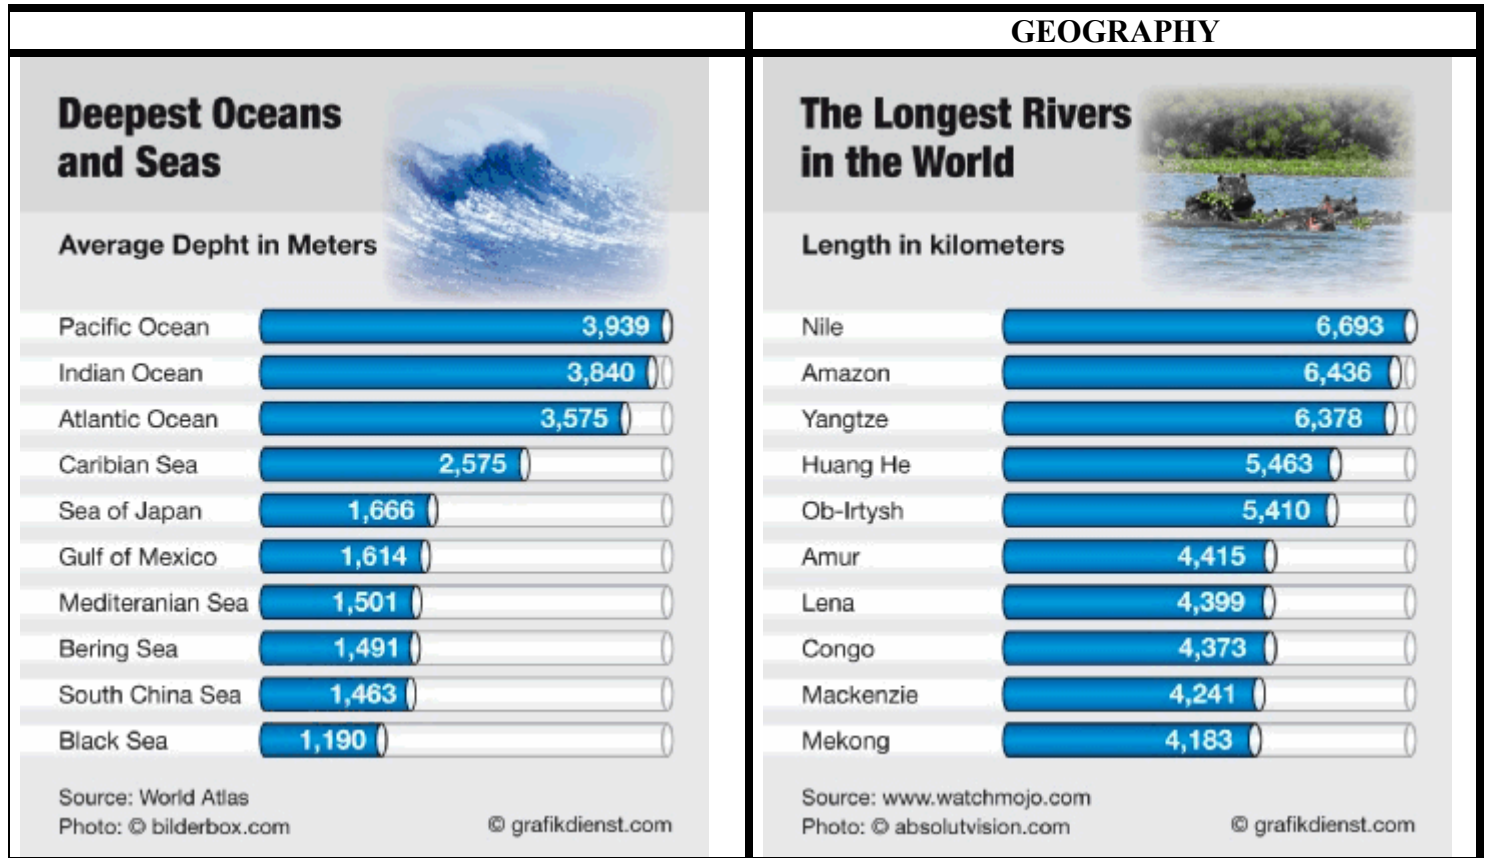 GEOGRAPHY
Deepest Oceans
and Seas
Average Depht in Meters
Pacific Ocean 3,939
Indian Ocean 3,840
Atlantic Ocean 3,575
Caribian Sea 2,575
Sea of Japan 1,666
Gulf of Mexico 1,614
Mediteranian Sea 1,501
Bering Sea 1,491
South China Sea 1,463
Black Sea 1,190
Source: World Atlas
Photo: © bilderbox.com
© grafikdienst.com
The Longest Rivers
in the World
Length in kilometers
Nile 6,693
Amazon 6,436
Yangtze 6,378
Huang He 5,463
Ob-Irtysh 5,410
Amur 4,415
Lena 4,399
Congo 4,373
Mackenzie 4,241
Mekong 4,183
Source: www.watchmojo.com
Photo: © absolutvision.com
© grafikdienst.com